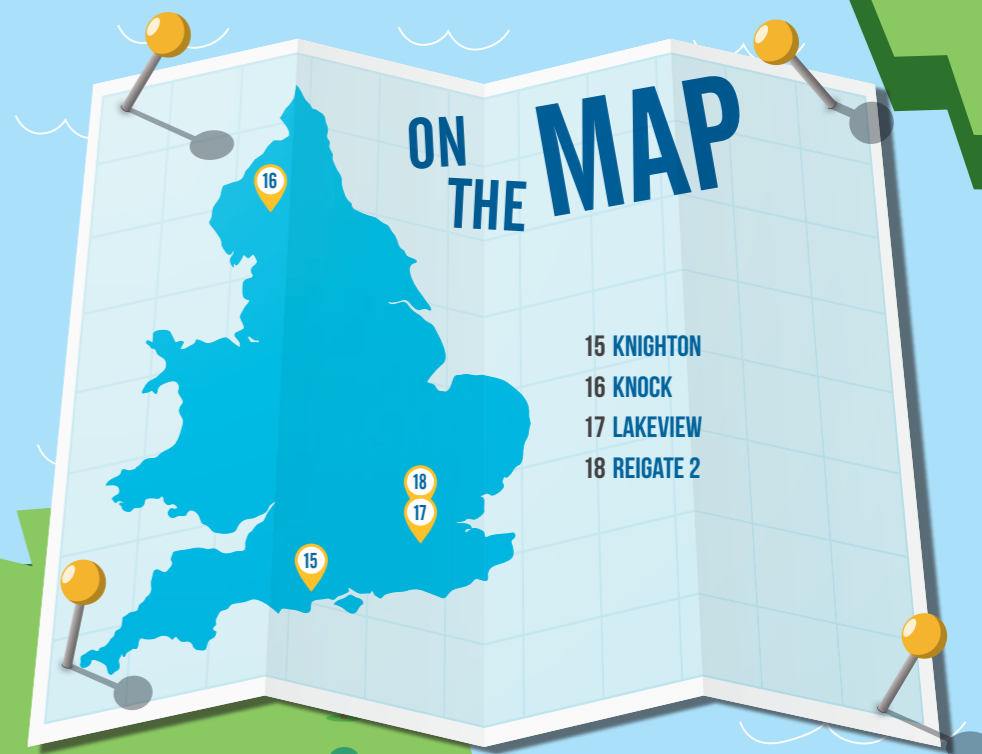 ON
THE
MAP
16
18
17
15
15 KNIGHTON
16 KNOCK
17 LAKEVIEW
18 REIGATE 2